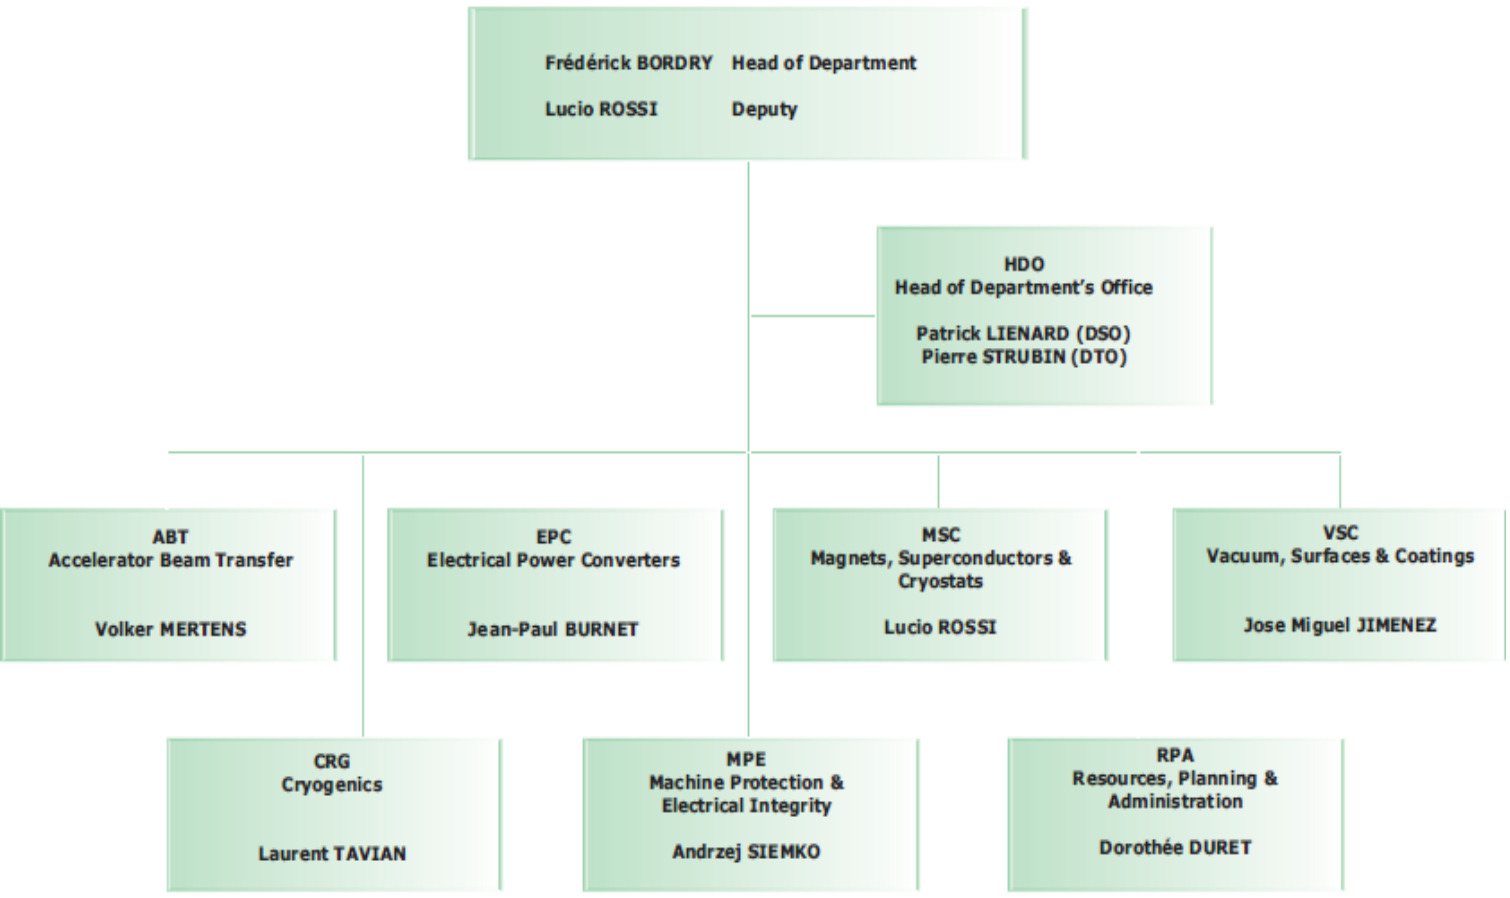 Frédérick BORDRY Head of Department
Lucio ROSSI Deputy
HDO
Head of Department's Office
Patrick LIENARD (DSO)
Pierre STRUBIN (DTO)
ABT
Accelerator Beam Transfer
Volker MERTENS
EPC
Electrical Power Converters
Jean-Paul BURNET
MSC
Magnets, Superconductors &
Cryostats
Lucio ROSSI
VSC
Vacuum, Surfaces & Coatings
Jose Miguel JIMENEZ
CRG
Cryogenics
Laurent TAVIAN
MPE
Machine Protection &
Electrical Integrity
Andrzej SIEMKO
RPA
Resources, Planning &
Administration
Dorothée DURET